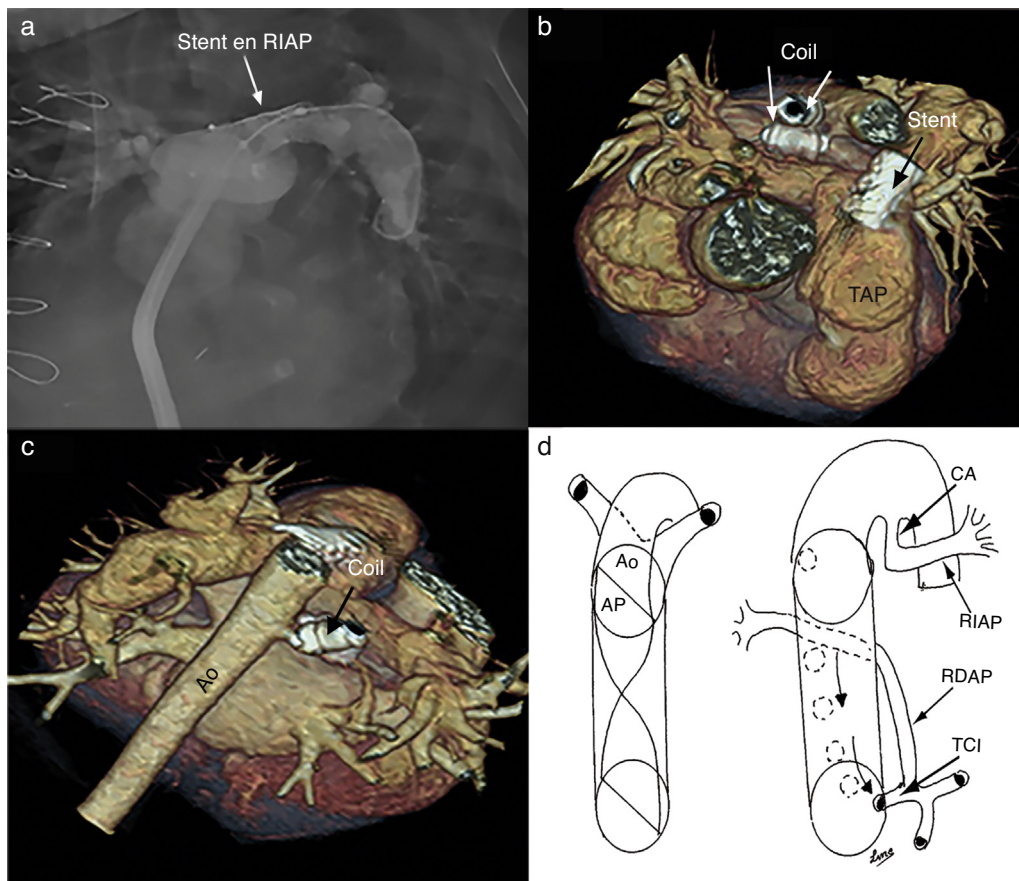 a
Stent en RIAP
b
Coil
Stent
TAP
c
Coil
Ao
d
Ao
AP
CA
RIAP
RDAP
TCI